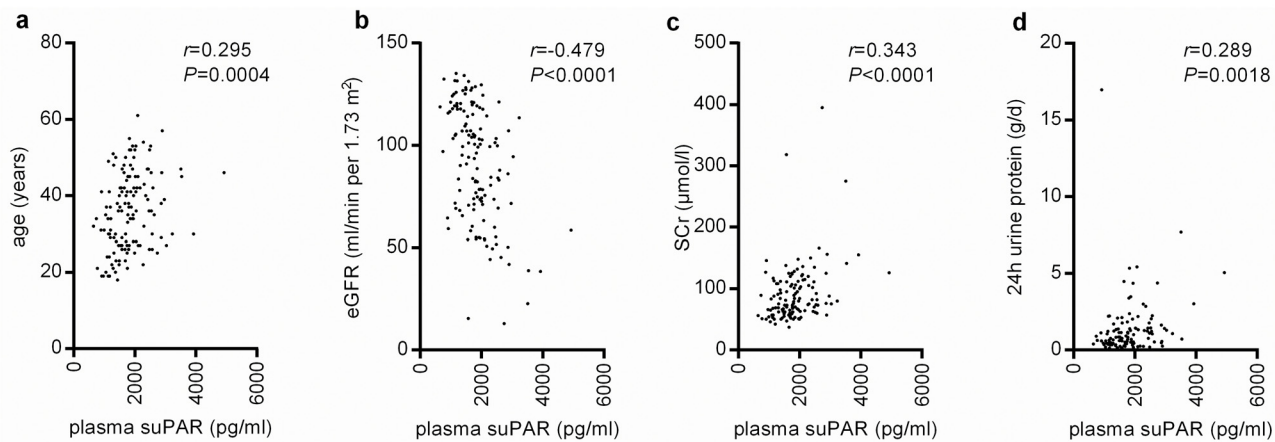 a
r=0.295
P=0.0004
80
60
40
20
0
age (years)
0
2000
4000
6000
plasma suPAR (pg/ml)
b
r=-0.479
P<0.0001
150
100
50
0
eGFR (ml/min per 1.73 m²)
0
2000
4000
6000
plasma suPAR (pg/ml)
c
r=0.343
P<0.0001
500
400
300
200
100
0
SCr (μmol/l)
0
2000
4000
6000
plasma suPAR (pg/ml)
d
r=0.289
P=0.0018
20
15
10
5
0
24h urine protein (g/d)
0
2000
4000
6000
plasma suPAR (pg/ml)